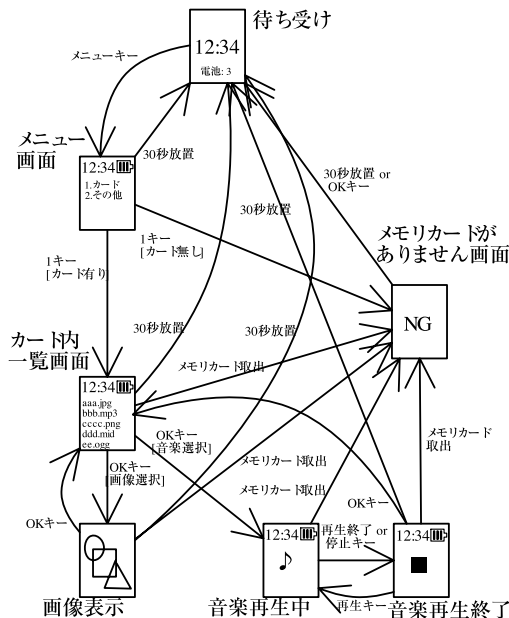 待ち受け
12:34
電池: 3
メニューキー
メニュー
画面
12:34
1.カード
2.その他
30秒放置
30秒放置 or
OKキー
30秒放置
1キー
[カード無し]
メモリカードが
ありません画面
1キー
[カード有り]
NG
カード内
一覧画面
30秒放置
30秒放置
メモリカード取出
12:34
aaa.jpg
bbb.mp3
cccc.png
ddd.mid
ee.ogg
OKキー
[音楽選択]
メモリカード
取出
OKキー
[画像選択]
メモリカード取出
メモリカード取出
OKキー
OKキー
12:34
再生終了 or
停止キー
12:34
画像表示
音楽再生中
再生キー
音楽再生終了